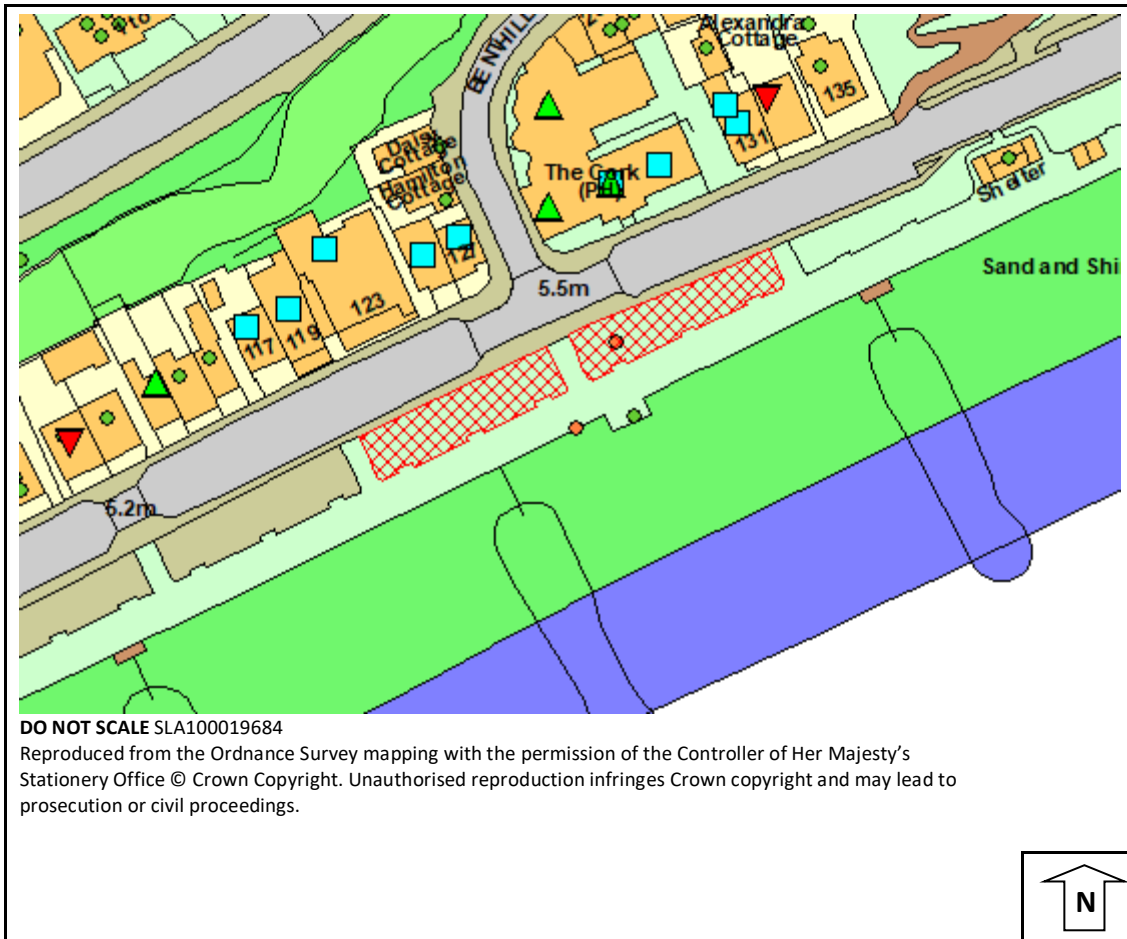 Alexandra
Cottage
BENHILL
135
131
Daisy
Cottage
Hamilton
Cottage
The Cork
(PH)
Shelter
Sand and Shi
5.5m
123
119
117
5.2m
DO NOT SCALE SLA100019684
Reproduced from the Ordnance Survey mapping with the permission of the Controller of Her Majesty's
Stationery Office © Crown Copyright. Unauthorised reproduction infringes Crown copyright and may lead to
prosecution or civil proceedings.
N